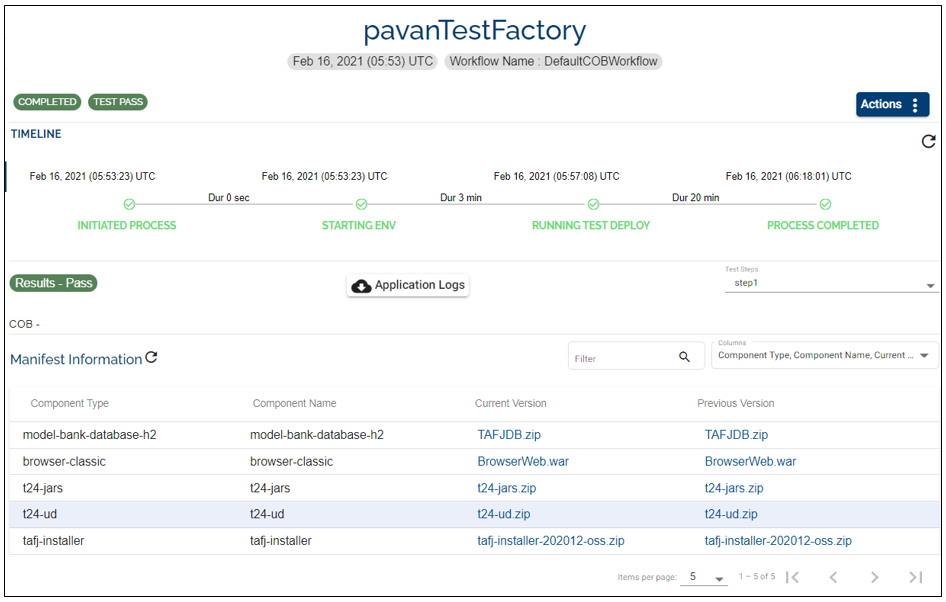 pavanTestFactory
Feb 16, 2021 (05:53) UTC Workflow Name : DefaultCOBWorkflow
COMPLETED TEST PASS Actions
TIMELINE
Feb 16, 2021 (05:53:23) UTC Feb 16, 2021 (05:53:23) UTC Feb 16, 2021 (05:57:08) UTC Feb 16, 2021 (06:18:01) UTC
Dur 0 sec Dur 3 min Dur 20 min
INITIATED PROCESS STARTING ENV RUNNING TEST DEPLOY PROCESS COMPLETED
Test Steps
Results - Pass Application Logs step1
COB -
Columns
Manifest Information Filter Component Type, Component Name, Current ...
Component Type Component Name Current Version Previous Version
model-bank-database-h2 model-bank-database-h2 TAFJDB.zip TAFJDB.zip
browser-classic browser-classic BrowserWeb.war BrowserWeb.war
t24-jars t24-jars t24-jars.zip t24-jars.zip
t24-ud t24-ud t24-ud.zip t24-ud.zip
tafj-installer tafj-installer tafj-installer-202012-oss.zip tafj-installer-202012-oss.zip
Items per page: 5 1 – 5 of 5